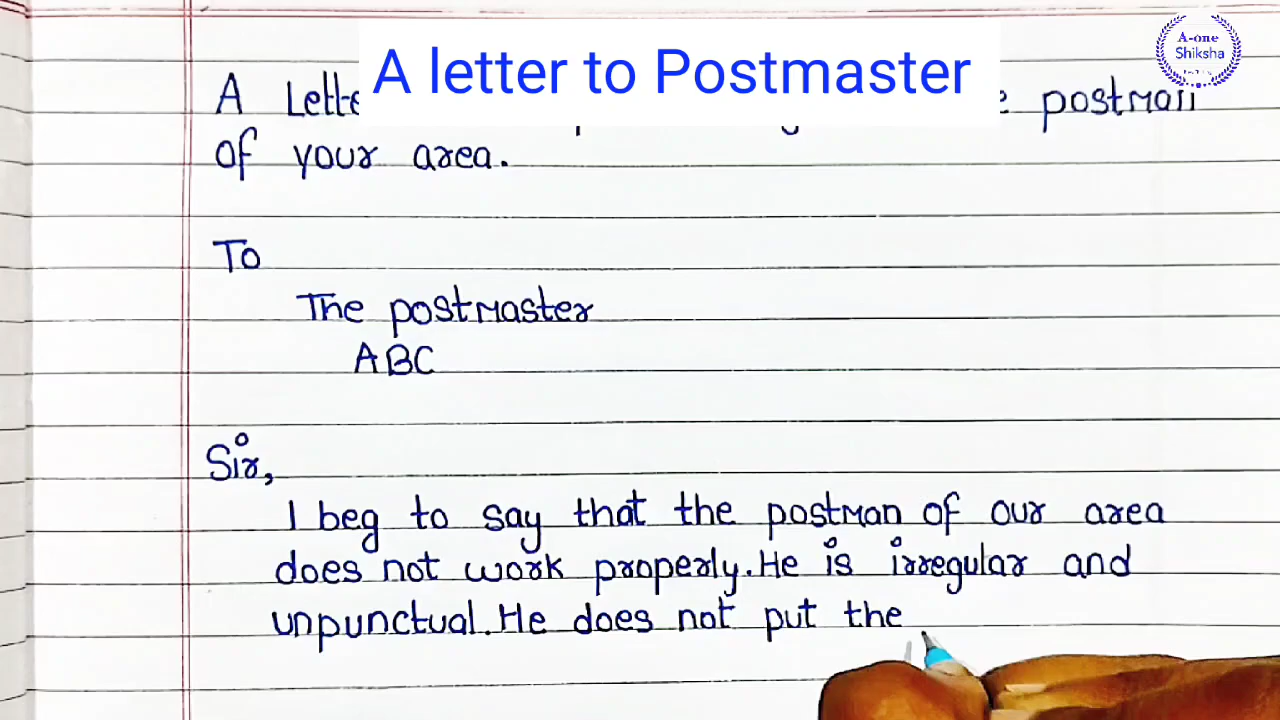 A-one
Shiksha
A letter to Postmaster
A Lette postman
of your area.
To
The postmaster
ABC
Sir,
I beg to say that the postman of our area
does not work properly. He is irregular and
unpunctual. He does not put the